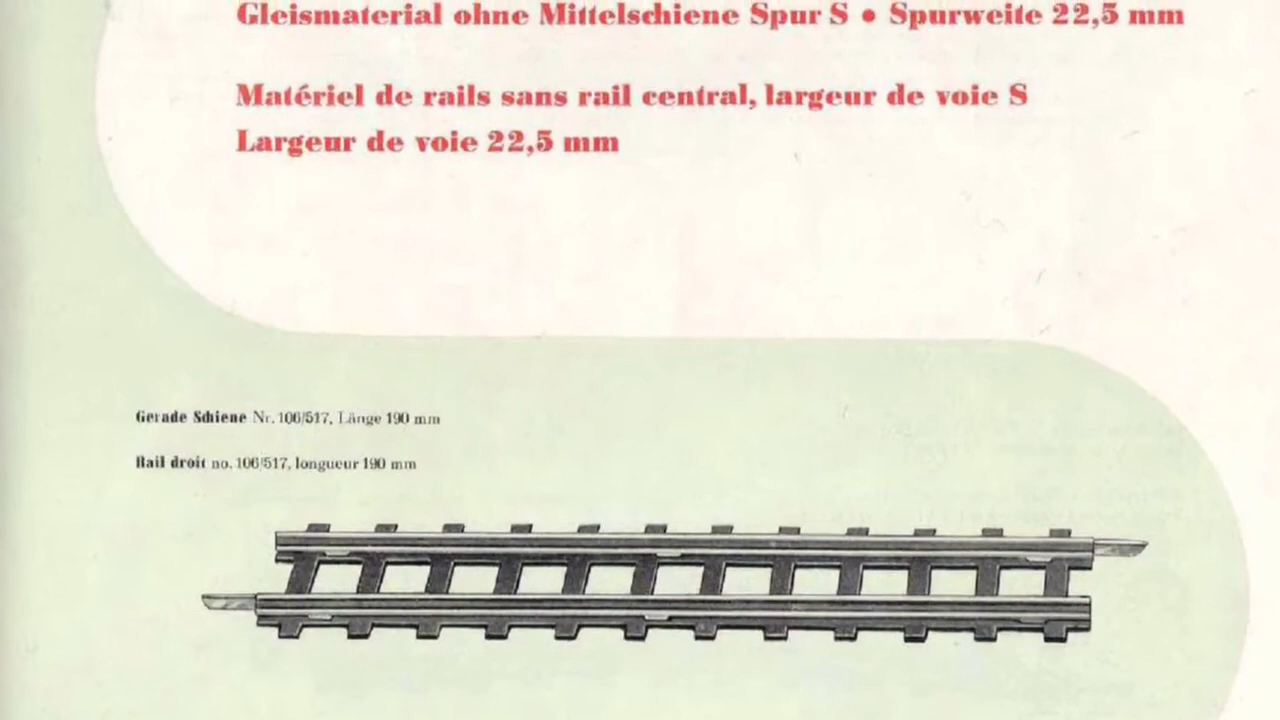 Gleismaterial ohne Mittelschiene Spur S • Spurweite 22,5 mm
Matériel de rails sans rail central, largeur de voie S
Largeur de voie 22,5 mm
Gerade Schiene Nr. 106/517, Länge 190 mm
Rail droit no. 106/517, longueur 190 mm